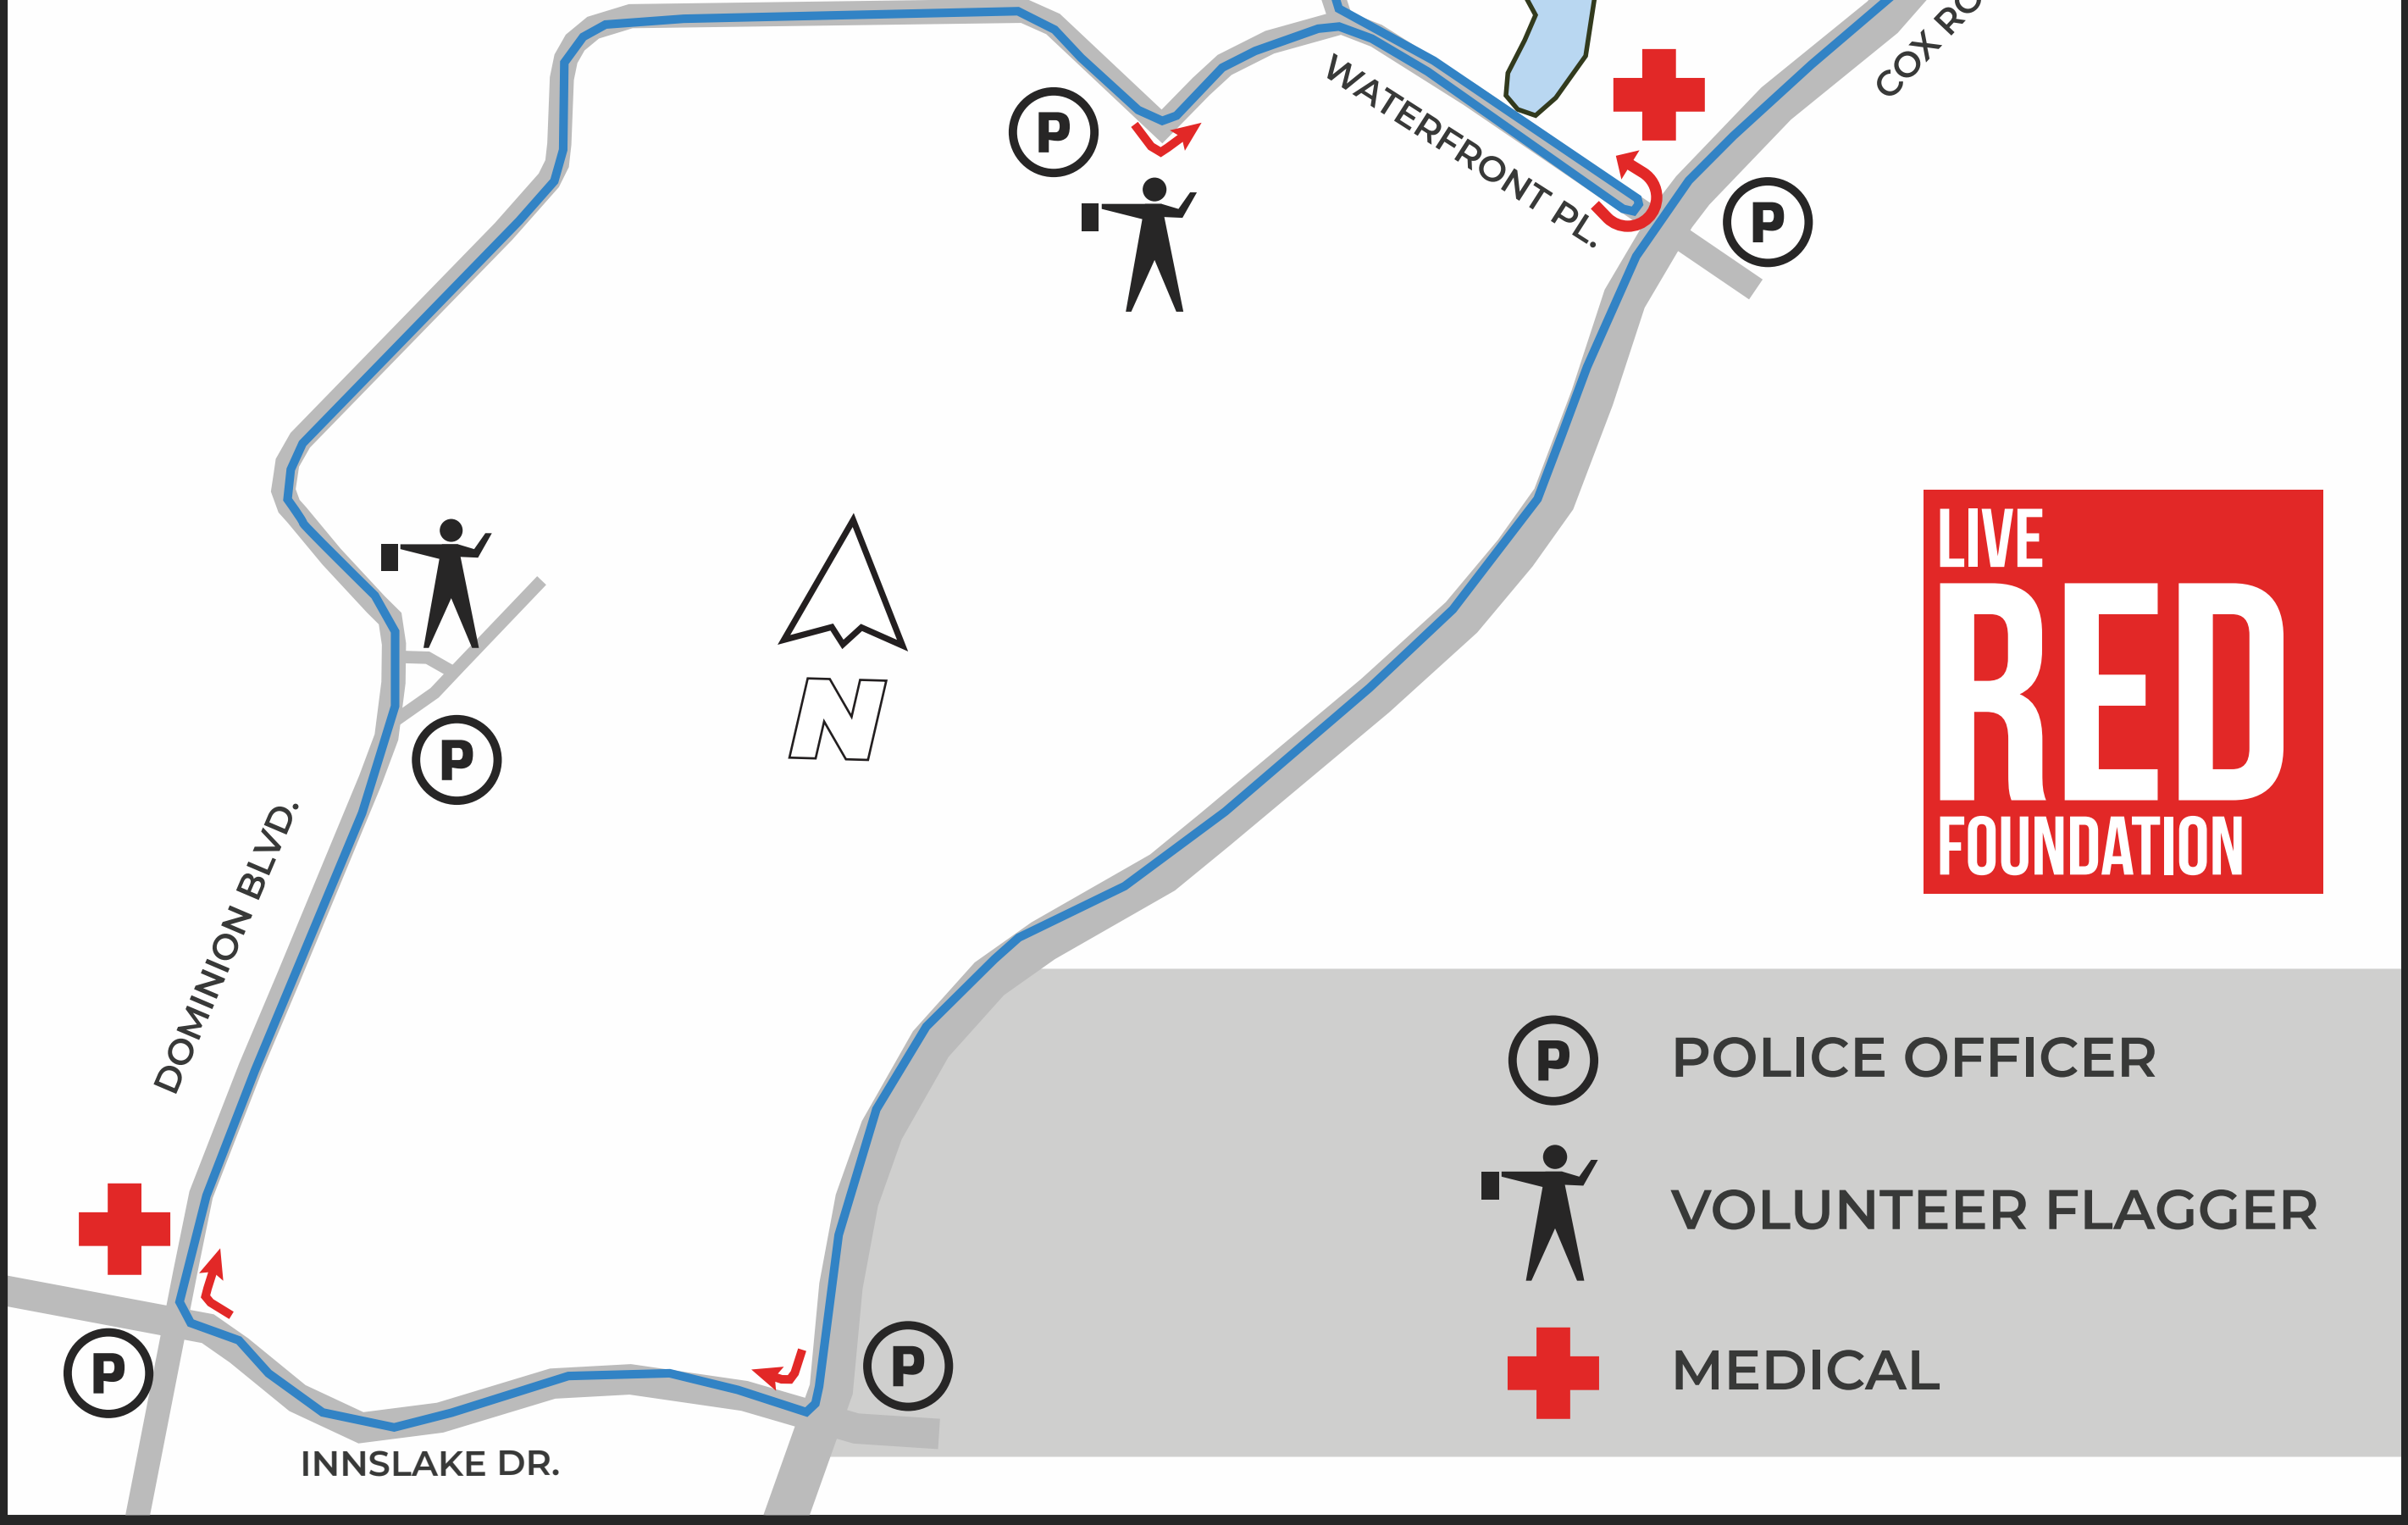 COX RO
WATERFRONT PL.
P
P
LIVE
RED
FOUNDATION
N
P
DOMINION BLVD.
P POLICE OFFICER
VOLUNTEER FLAGGER
MEDICAL
P
P
INNSLAKE DR.